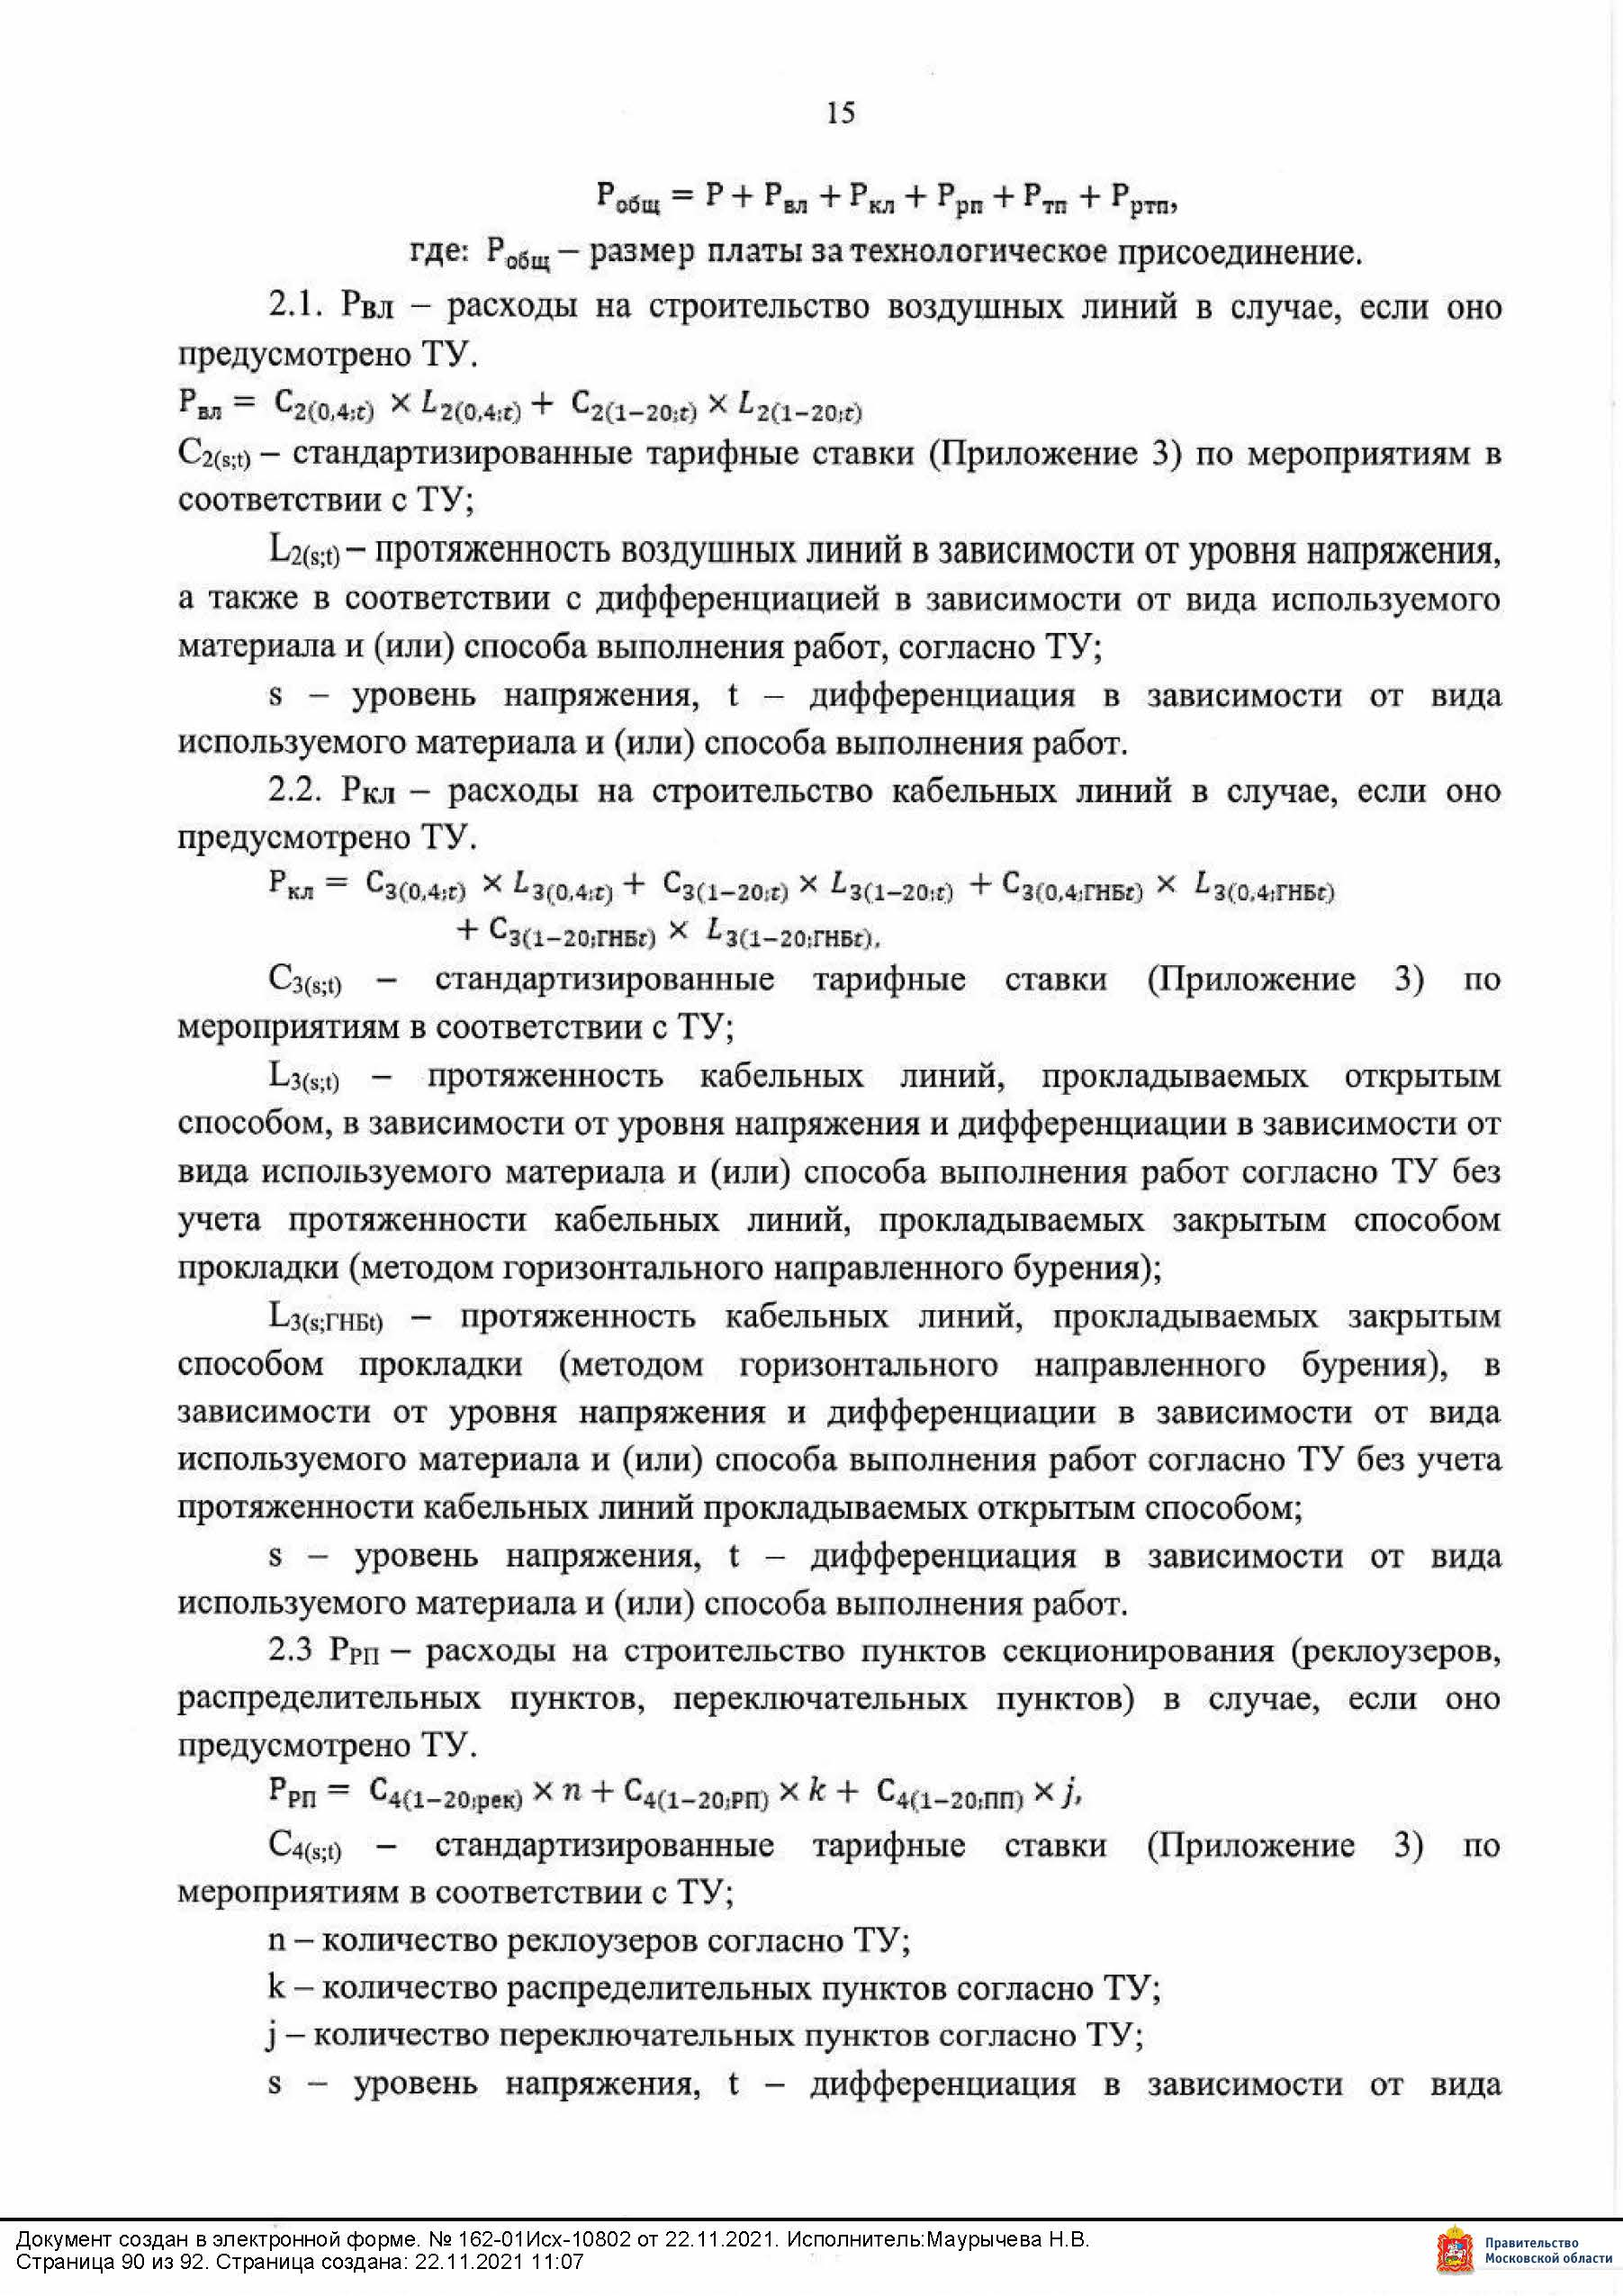 15
Pобщ = P + Pвл + Pкл + Pрп + Pтп + Pртп,
где: Pобщ – размер платы за технологическое присоединение.
2.1. Pвл – расходы на строительство воздушных линий в случае, если оно
предусмотрено ТУ.
Pвл = C2(0,4;t) × L2(0,4;t) + C2(1−20;t) × L2(1−20;t)
C2(s;t) – стандартизированные тарифные ставки (Приложение 3) по мероприятиям в
соответствии с ТУ;
L2(s;t) – протяженность воздушных линий в зависимости от уровня напряжения,
а также в соответствии с дифференциацией в зависимости от вида используемого
материала и (или) способа выполнения работ, согласно ТУ;
s – уровень напряжения, t – дифференциация в зависимости от вида
используемого материала и (или) способа выполнения работ.
2.2. Pкл – расходы на строительство кабельных линий в случае, если оно
предусмотрено ТУ.
Pкл = C3(0,4;t) × L3(0,4;t) + C3(1−20;t) × L3(1−20;t) + C3(0,4;ГНБt) × L3(0,4;ГНБt)
+ C3(1−20;ГНБt) × L3(1−20;ГНБt),
C3(s;t) – стандартизированные тарифные ставки (Приложение 3) по
мероприятиям в соответствии с ТУ;
L3(s;t) – протяженность кабельных линий, прокладываемых открытым
способом, в зависимости от уровня напряжения и дифференциации в зависимости от
вида используемого материала и (или) способа выполнения работ согласно ТУ без
учета протяженности кабельных линий, прокладываемых закрытым способом
прокладки (методом горизонтального направленного бурения);
L3(s;ГНБt) – протяженность кабельных линий, прокладываемых закрытым
способом прокладки (методом горизонтального направленного бурения), в
зависимости от уровня напряжения и дифференциации в зависимости от вида
используемого материала и (или) способа выполнения работ согласно ТУ без учета
протяженности кабельных линий прокладываемых открытым способом;
s – уровень напряжения, t – дифференциация в зависимости от вида
используемого материала и (или) способа выполнения работ.
2.3 PРП – расходы на строительство пунктов секционирования (реклоузеров,
распределительных пунктов, переключательных пунктов) в случае, если оно
предусмотрено ТУ.
PРП = C4(1−20;рек) × n + C4(1−20;РП) × k + C4(1−20;ПП) × j,
C4(s;t) – стандартизированные тарифные ставки (Приложение 3) по
мероприятиям в соответствии с ТУ;
n – количество реклоузеров согласно ТУ;
k – количество распределительных пунктов согласно ТУ;
j – количество переключательных пунктов согласно ТУ;
s – уровень напряжения, t – дифференциация в зависимости от вида
Документ создан в электронной форме. № 162-01Исх-10802 от 22.11.2021. Исполнитель:Маурычева Н.В.
Страница 90 из 92. Страница создана: 22.11.2021 11:07
Правительство
Московской области